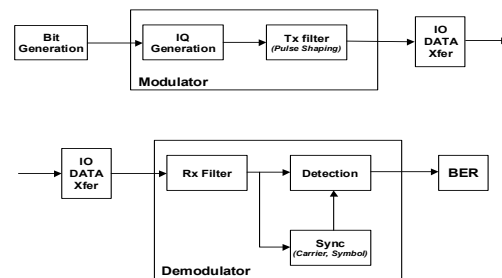 Bit
Generation
IQ
Generation
Tx filter
(Pulse Shaping)
IO
DATA
Xfer
Modulator
IO
DATA
Xfer
Rx Filter
Detection
BER
Sync
(Carrier, Symbol)
Demodulator